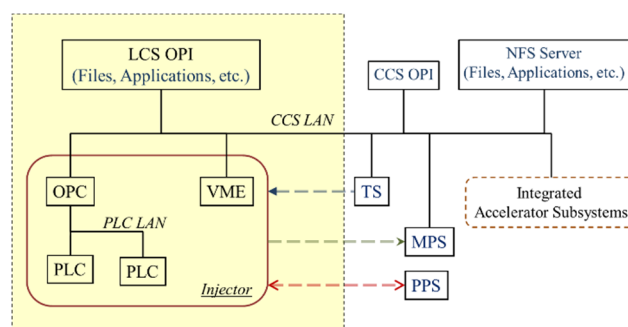 LCS OPI
(Files, Applications, etc.)
CCS OPI
NFS Server
(Files, Applications, etc.)
CCS LAN
OPC
VME
TS
Integrated
Accelerator Subsystems
PLC LAN
PLC
PLC
MPS
Injector
PPS